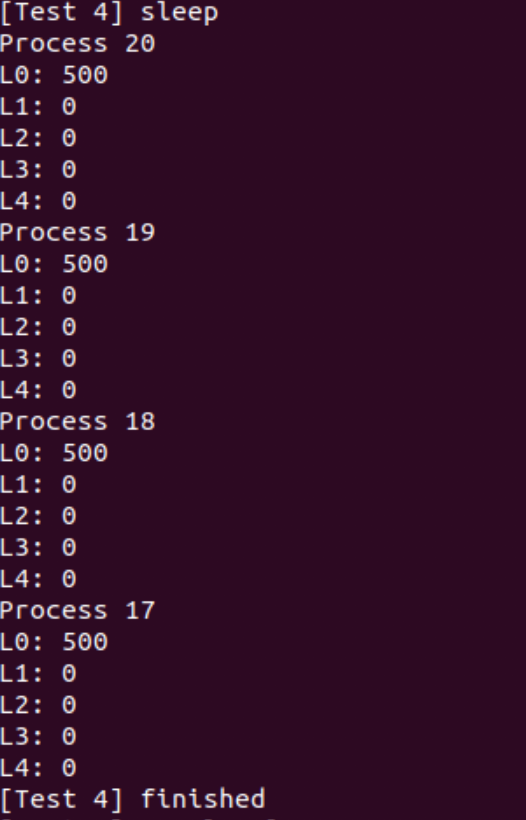 [Test 4] sleep
Process 20
L0: 500
L1: 0
L2: 0
L3: 0
L4: 0
Process 19
L0: 500
L1: 0
L2: 0
L3: 0
L4: 0
Process 18
L0: 500
L1: 0
L2: 0
L3: 0
L4: 0
Process 17
L0: 500
L1: 0
L2: 0
L3: 0
L4: 0
[Test 4] finished